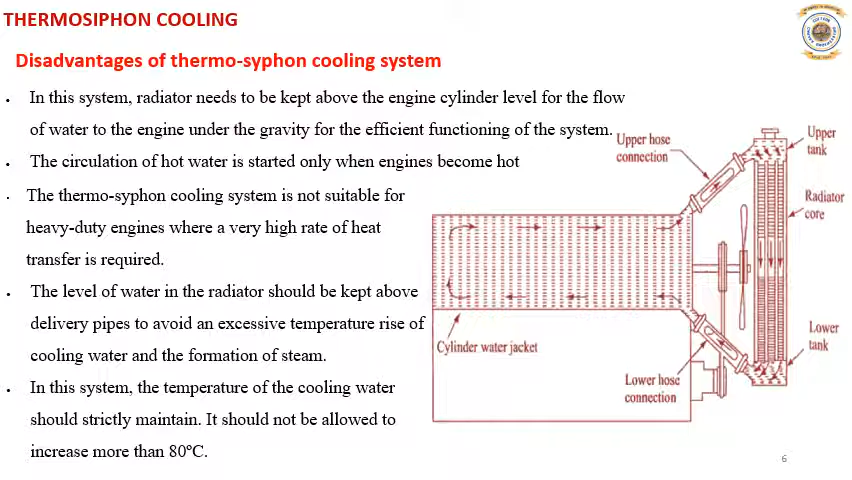 THERMOSIPHON COOLING
Disadvantages of thermo-syphon cooling system
• In this system, radiator needs to be kept above the engine cylinder level for the flow
of water to the engine under the gravity for the efficient functioning of the system.
• The circulation of hot water is started only when engines become hot
• The thermo-syphon cooling system is not suitable for
heavy-duty engines where a very high rate of heat
transfer is required.
• The level of water in the radiator should be kept above
delivery pipes to avoid an excessive temperature rise of
cooling water and the formation of steam.
• In this system, the temperature of the cooling water
should strictly maintain. It should not be allowed to
increase more than 80°C.
Upper hose
connection
Upper
tank
Radiator
core
Cylinder water jacket
Lower hose
connection
Lower
tank
6